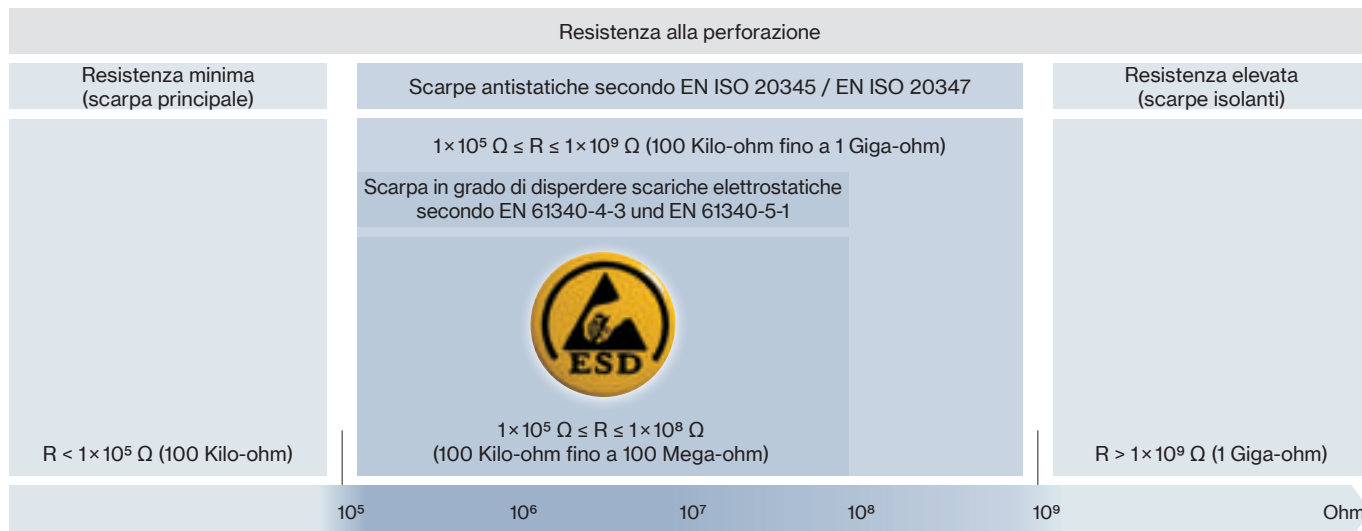 Resistenza alla perforazione
Resistenza minima
(scarpa principale)
Scarpe antistatiche secondo EN ISO 20345 / EN ISO 20347
Resistenza elevata
(scarpe isolanti)
1×10⁵ Ω ≤ R ≤ 1×10⁹ Ω (100 Kilo-ohm fino a 1 Giga-ohm)
Scarpa in grado di disperdere scariche elettrostatiche
secondo EN 61340-4-3 und EN 61340-5-1
ESD
1×10⁵ Ω ≤ R ≤ 1×10⁸ Ω
(100 Kilo-ohm fino a 100 Mega-ohm)
R < 1×10⁵ Ω (100 Kilo-ohm)
R > 1×10⁹ Ω (1 Giga-ohm)
10⁵ 10⁶ 10⁷ 10⁸ 10⁹ Ohm